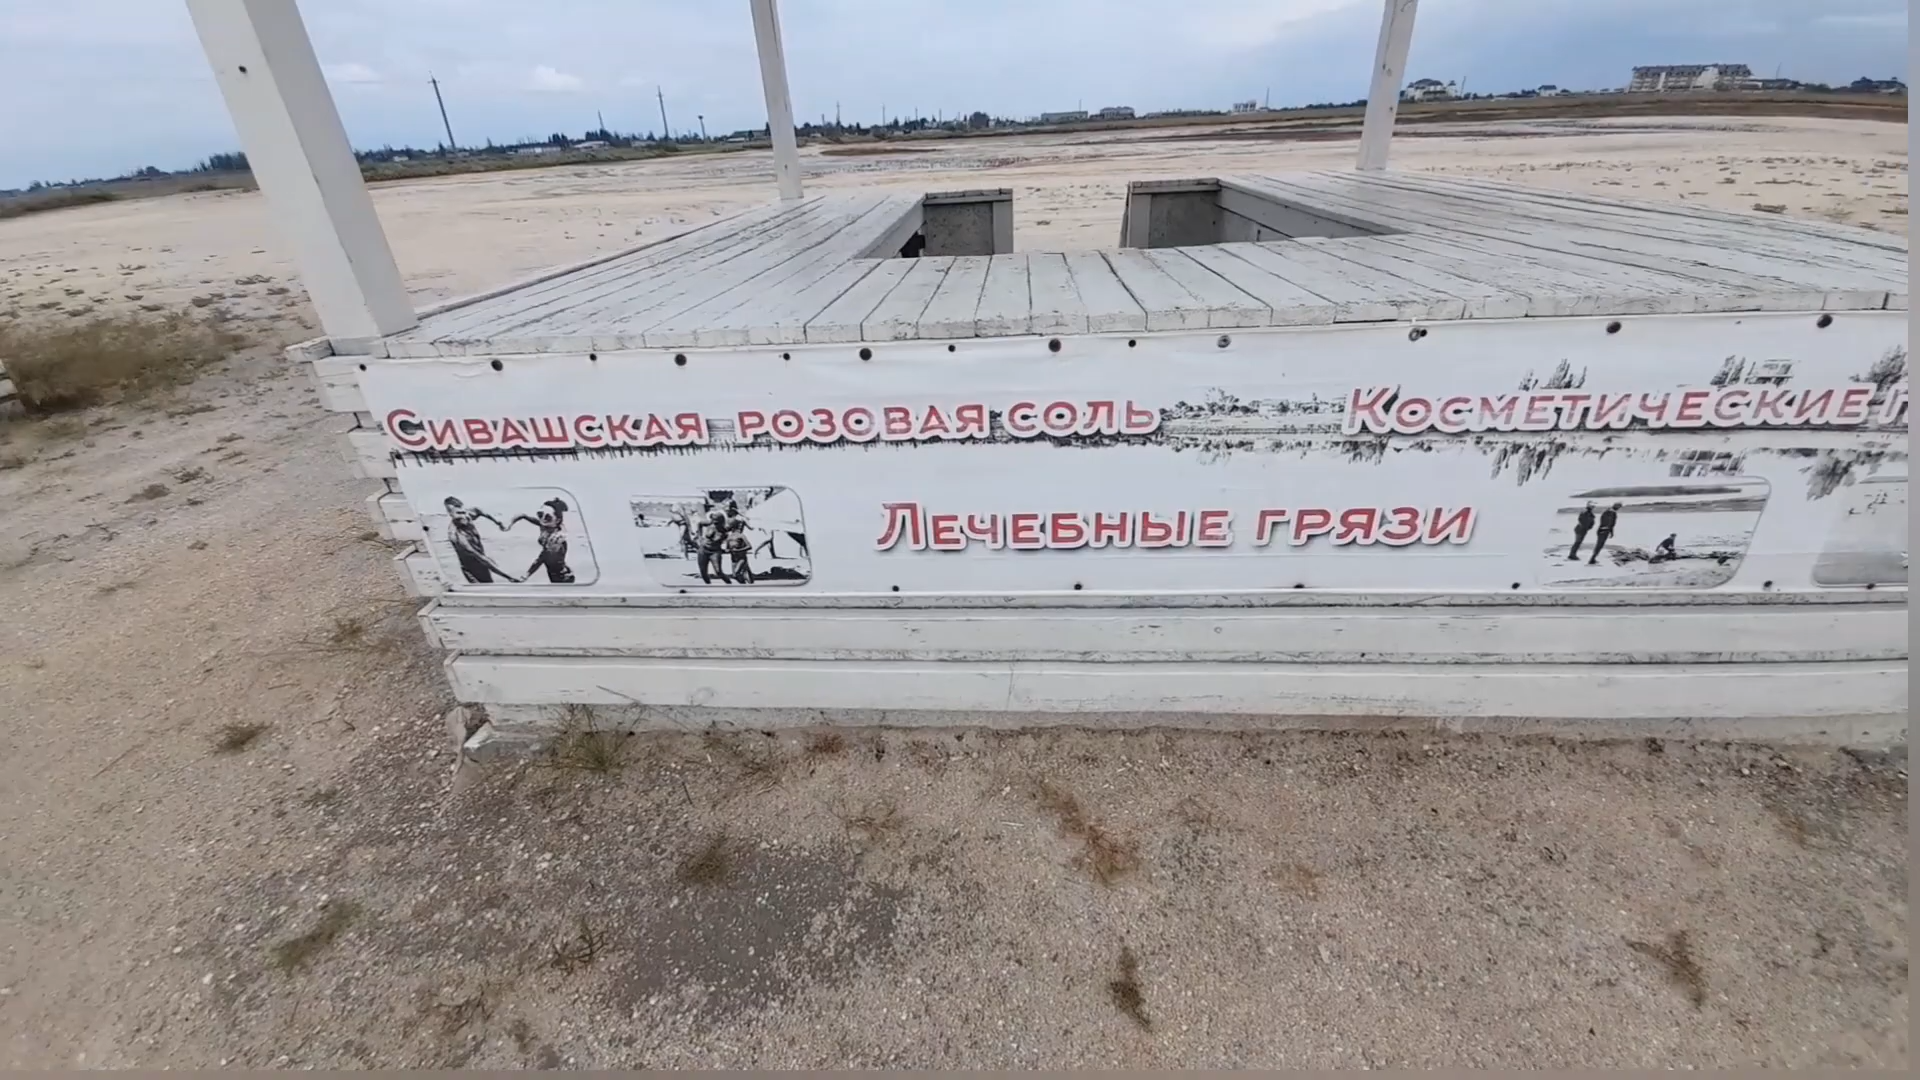 Сивашская розовая соль
Косметические
Лечебные грязи